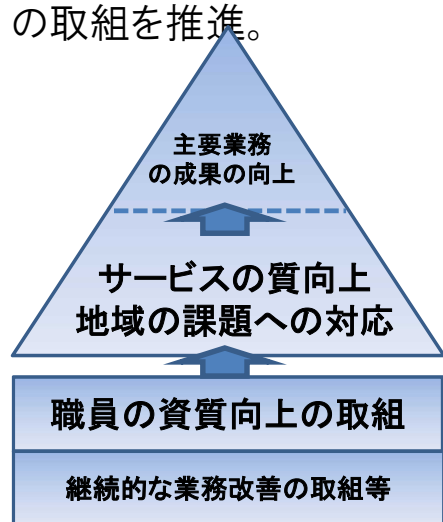 の取組を推進。
主要業務
の成果の向上
サービスの質向上
地域の課題への対応
職員の資質向上の取組
継続的な業務改善の取組等